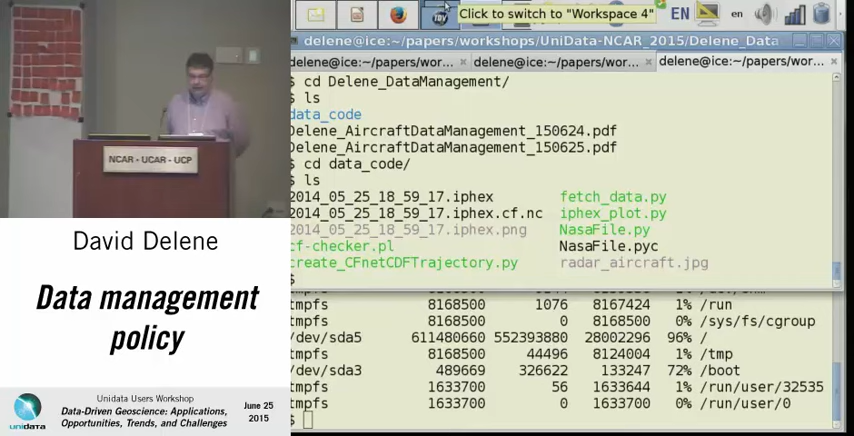 Click to switch to "Workspace 4"
EN
en
delene@ice:~/papers/workshops/UniData-NCAR_2015/Delene_Data
delene@ice:~/papers/wor...
delene@ice:~/papers/wor...
delene@ice:~/papers/wor...
$ cd Delene_DataManagement/
$ ls
data_code
Delene_AircraftDataManagement_150624.pdf
Delene_AircraftDataManagement_150625.pdf
$ cd data_code/
$ ls
2014_05_25_18_59_17.iphex fetch_data.py
2014_05_25_18_59_17.iphex.cf.nc iphex_plot.py
2014_05_25_18_59_17.iphex.png NasaFile.py
cf-checker.pl NasaFile.pyc
create_CFnetCDFTrajectory.py radar_aircraft.jpg
$
tmpfs 8168500 1076 8167424 1% /run
tmpfs 8168500 0 8168500 0% /sys/fs/cgroup
/dev/sda5 611480660 552393880 28002296 96% /
tmpfs 8168500 44496 8124004 1% /tmp
/dev/sda3 489669 326622 133247 72% /boot
tmpfs 1633700 56 1633644 1% /run/user/32535
tmpfs 1633700 0 1633700 0% /run/user/0
$
NCAR - UCAR - UCP
David Delene
Data management
policy
unidata
Unidata Users Workshop
Data-Driven Geoscience: Applications,
Opportunities, Trends, and Challenges
June 25
2015